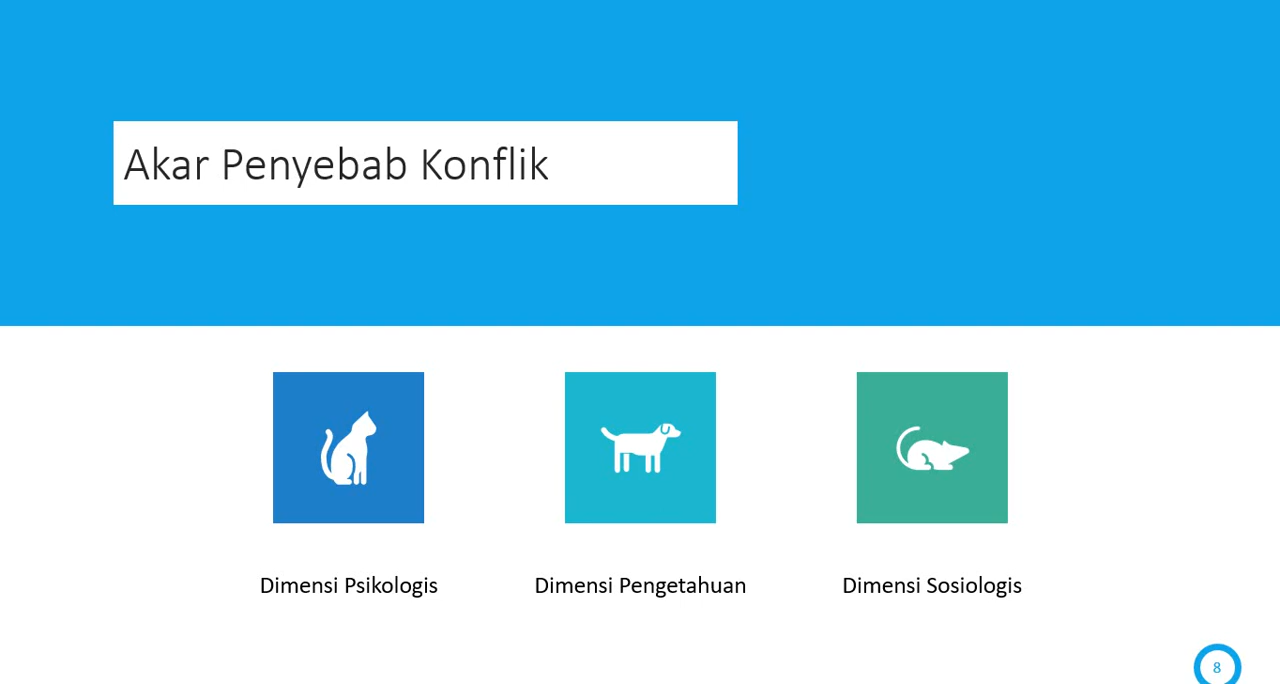 Akar Penyebab Konflik
Dimensi Psikologis
Dimensi Pengetahuan
Dimensi Sosiologis
8